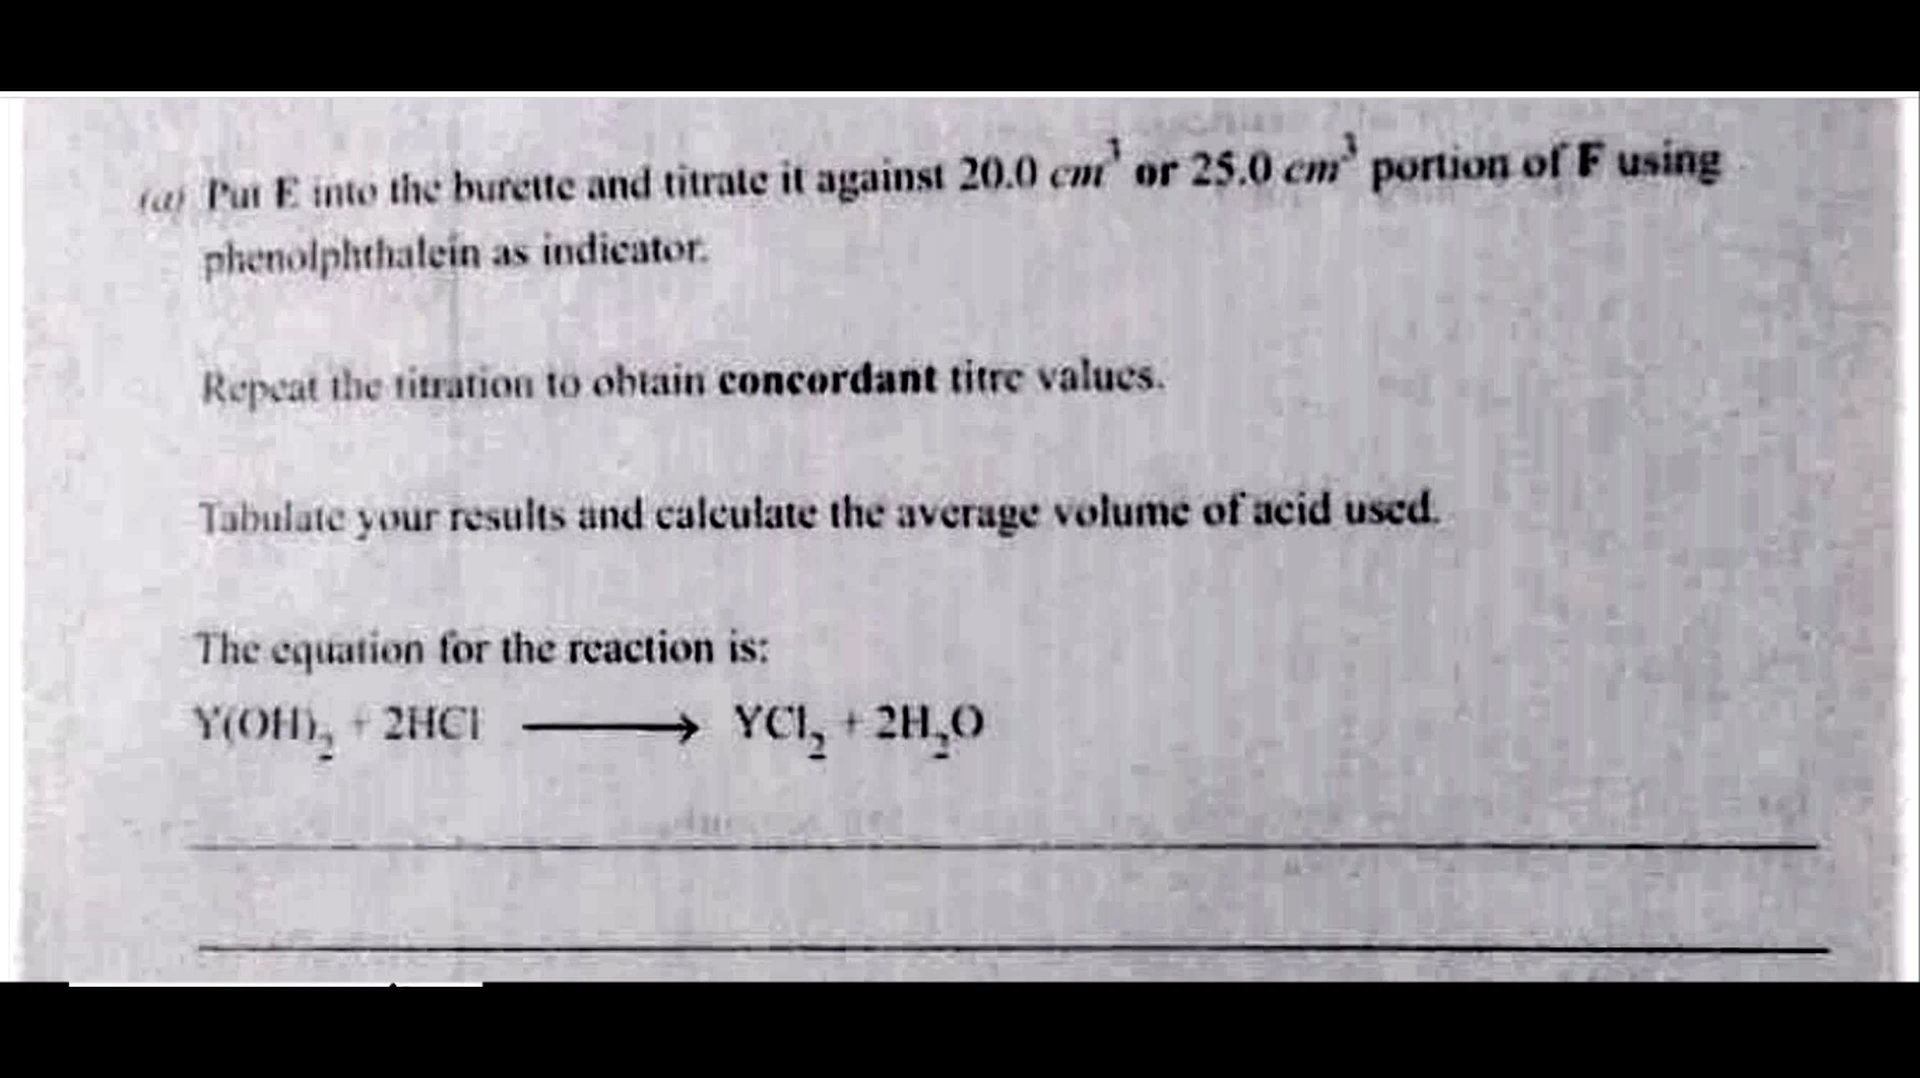 (a) Put E into the burette and titrate it against 20.0 cm³ or 25.0 cm³ portion of F using
phenolphthalein as indicator.
Repeat the titration to obtain concordant titre values.
Tabulate your results and calculate the average volume of acid used.
The equation for the reaction is:
Y(OH)₂ + 2HCl ⟶ YCl₂ + 2H₂O